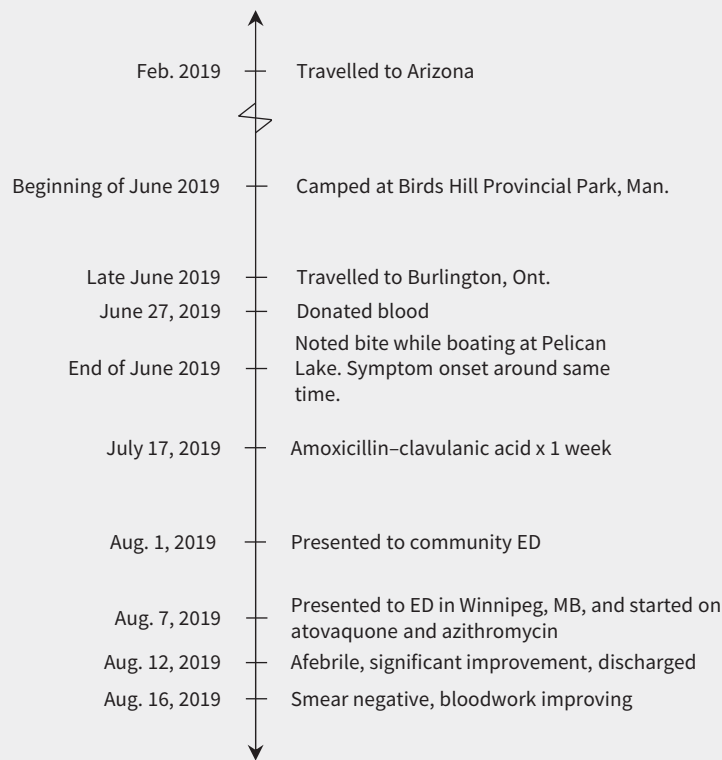 Feb. 2019 Travelled to Arizona
Beginning of June 2019 Camped at Birds Hill Provincial Park, Man.
Late June 2019 Travelled to Burlington, Ont.
June 27, 2019 Donated blood
Noted bite while boating at Pelican
End of June 2019 Lake. Symptom onset around same
time.
July 17, 2019 Amoxicillin–clavulanic acid x 1 week
Aug. 1, 2019 Presented to community ED
Presented to ED in Winnipeg, MB, and started on
Aug. 7, 2019 atovaquone and azithromycin
Aug. 12, 2019 Afebrile, significant improvement, discharged
Aug. 16, 2019 Smear negative, bloodwork improving